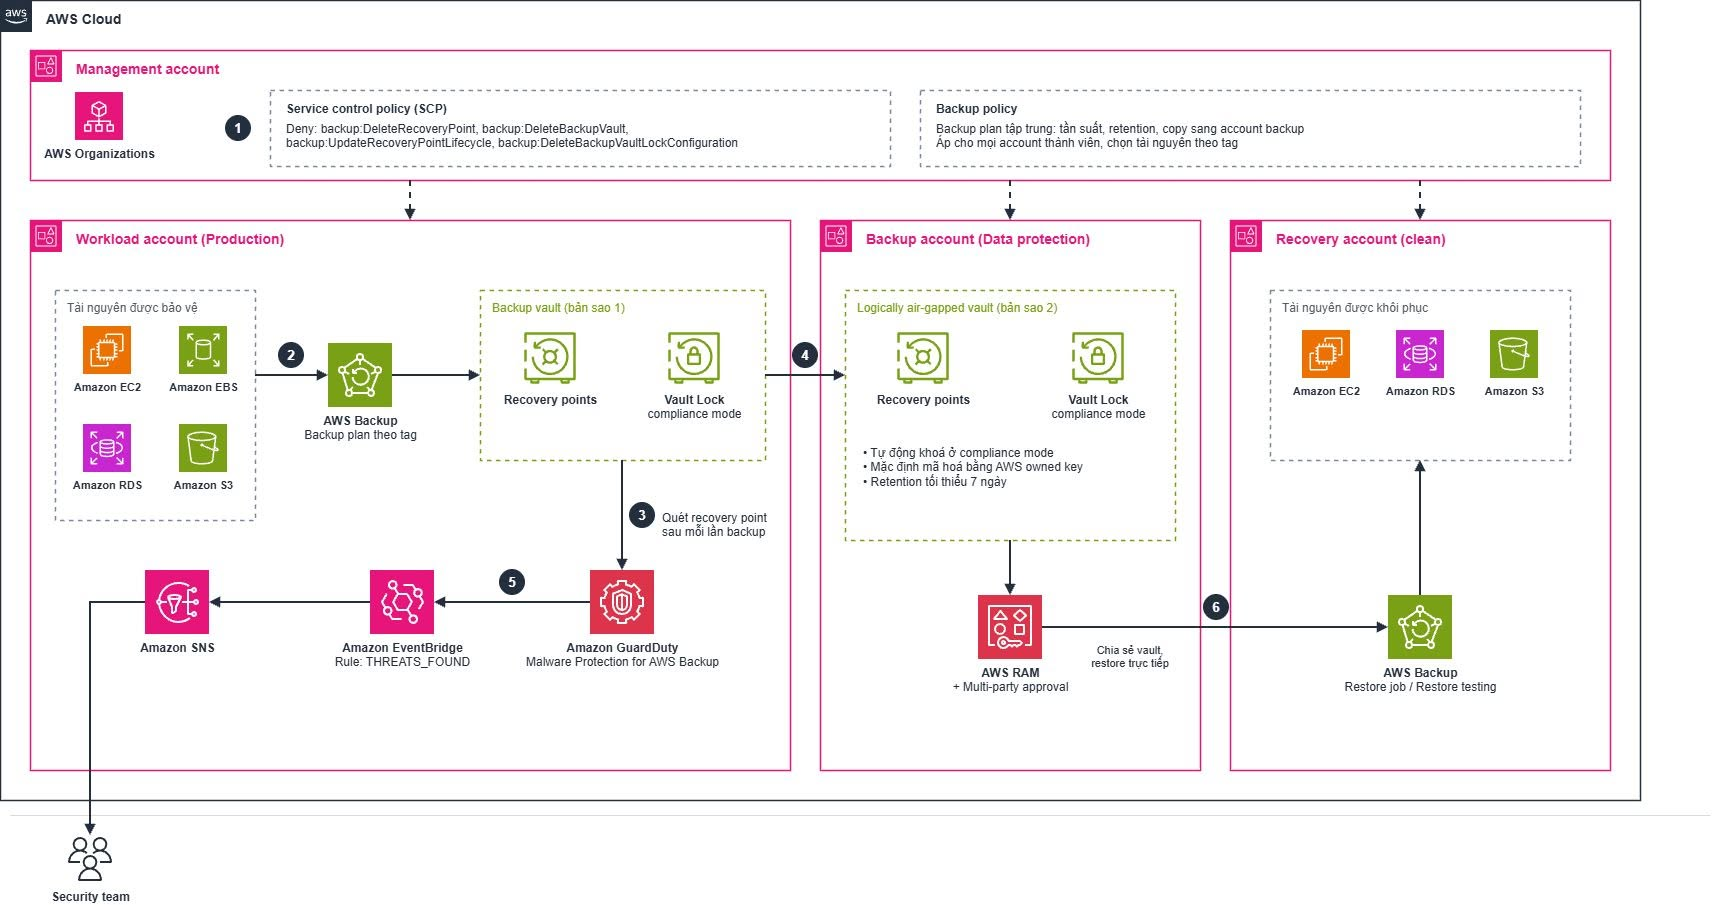 aws
AWS Cloud
Management account
AWS Organizations
1
Service control policy (SCP)
Deny: backup:DeleteRecoveryPoint, backup:DeleteBackupVault,
backup:UpdateRecoveryPointLifecycle, backup:DeleteBackupVaultLockConfiguration
Backup policy
Backup plan tập trung: tần suất, retention, copy sang account backup
Áp cho mọi account thành viên, chọn tài nguyên theo tag
Workload account (Production)
Tài nguyên được bảo vệ
Amazon EC2
Amazon EBS
Amazon RDS
Amazon S3
2
AWS Backup
Backup plan theo tag
Backup vault (bản sao 1)
Recovery points
Vault Lock
compliance mode
3
Quét recovery point
sau mỗi lần backup
Amazon GuardDuty
Malware Protection for AWS Backup
5
Amazon EventBridge
Rule: THREATS_FOUND
Amazon SNS
4
Backup account (Data protection)
Logically air-gapped vault (bản sao 2)
Recovery points
Vault Lock
compliance mode
• Tự động khoá ở compliance mode
• Mặc định mã hoá bằng AWS owned key
• Retention tối thiểu 7 ngày
AWS RAM
+ Multi-party approval
6
Chia sẻ vault,
restore trực tiếp
Recovery account (clean)
Tài nguyên được khôi phục
Amazon EC2
Amazon RDS
Amazon S3
AWS Backup
Restore job / Restore testing
Security team